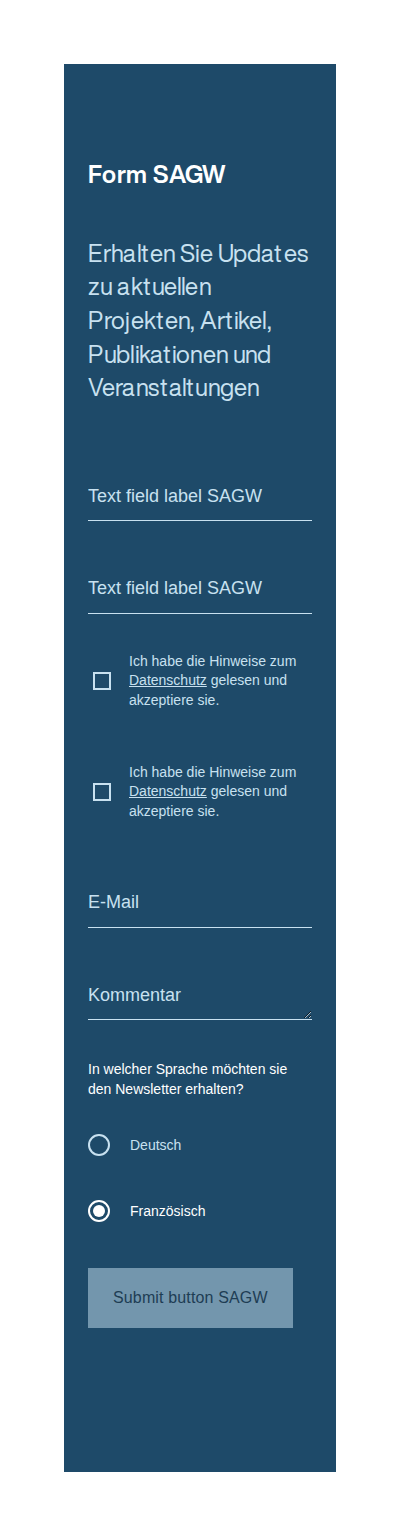 Form SAGW
Erhalten Sie Updates
zu aktuellen
Projekten, Artikel,
Publikationen und
Veranstaltungen
Text field label SAGW
Text field label SAGW
Ich habe die Hinweise zum
Datenschutz gelesen und
akzeptiere sie.
Ich habe die Hinweise zum
Datenschutz gelesen und
akzeptiere sie.
E-Mail
Kommentar
In welcher Sprache möchten sie
den Newsletter erhalten?
Deutsch
Französisch
Submit button SAGW